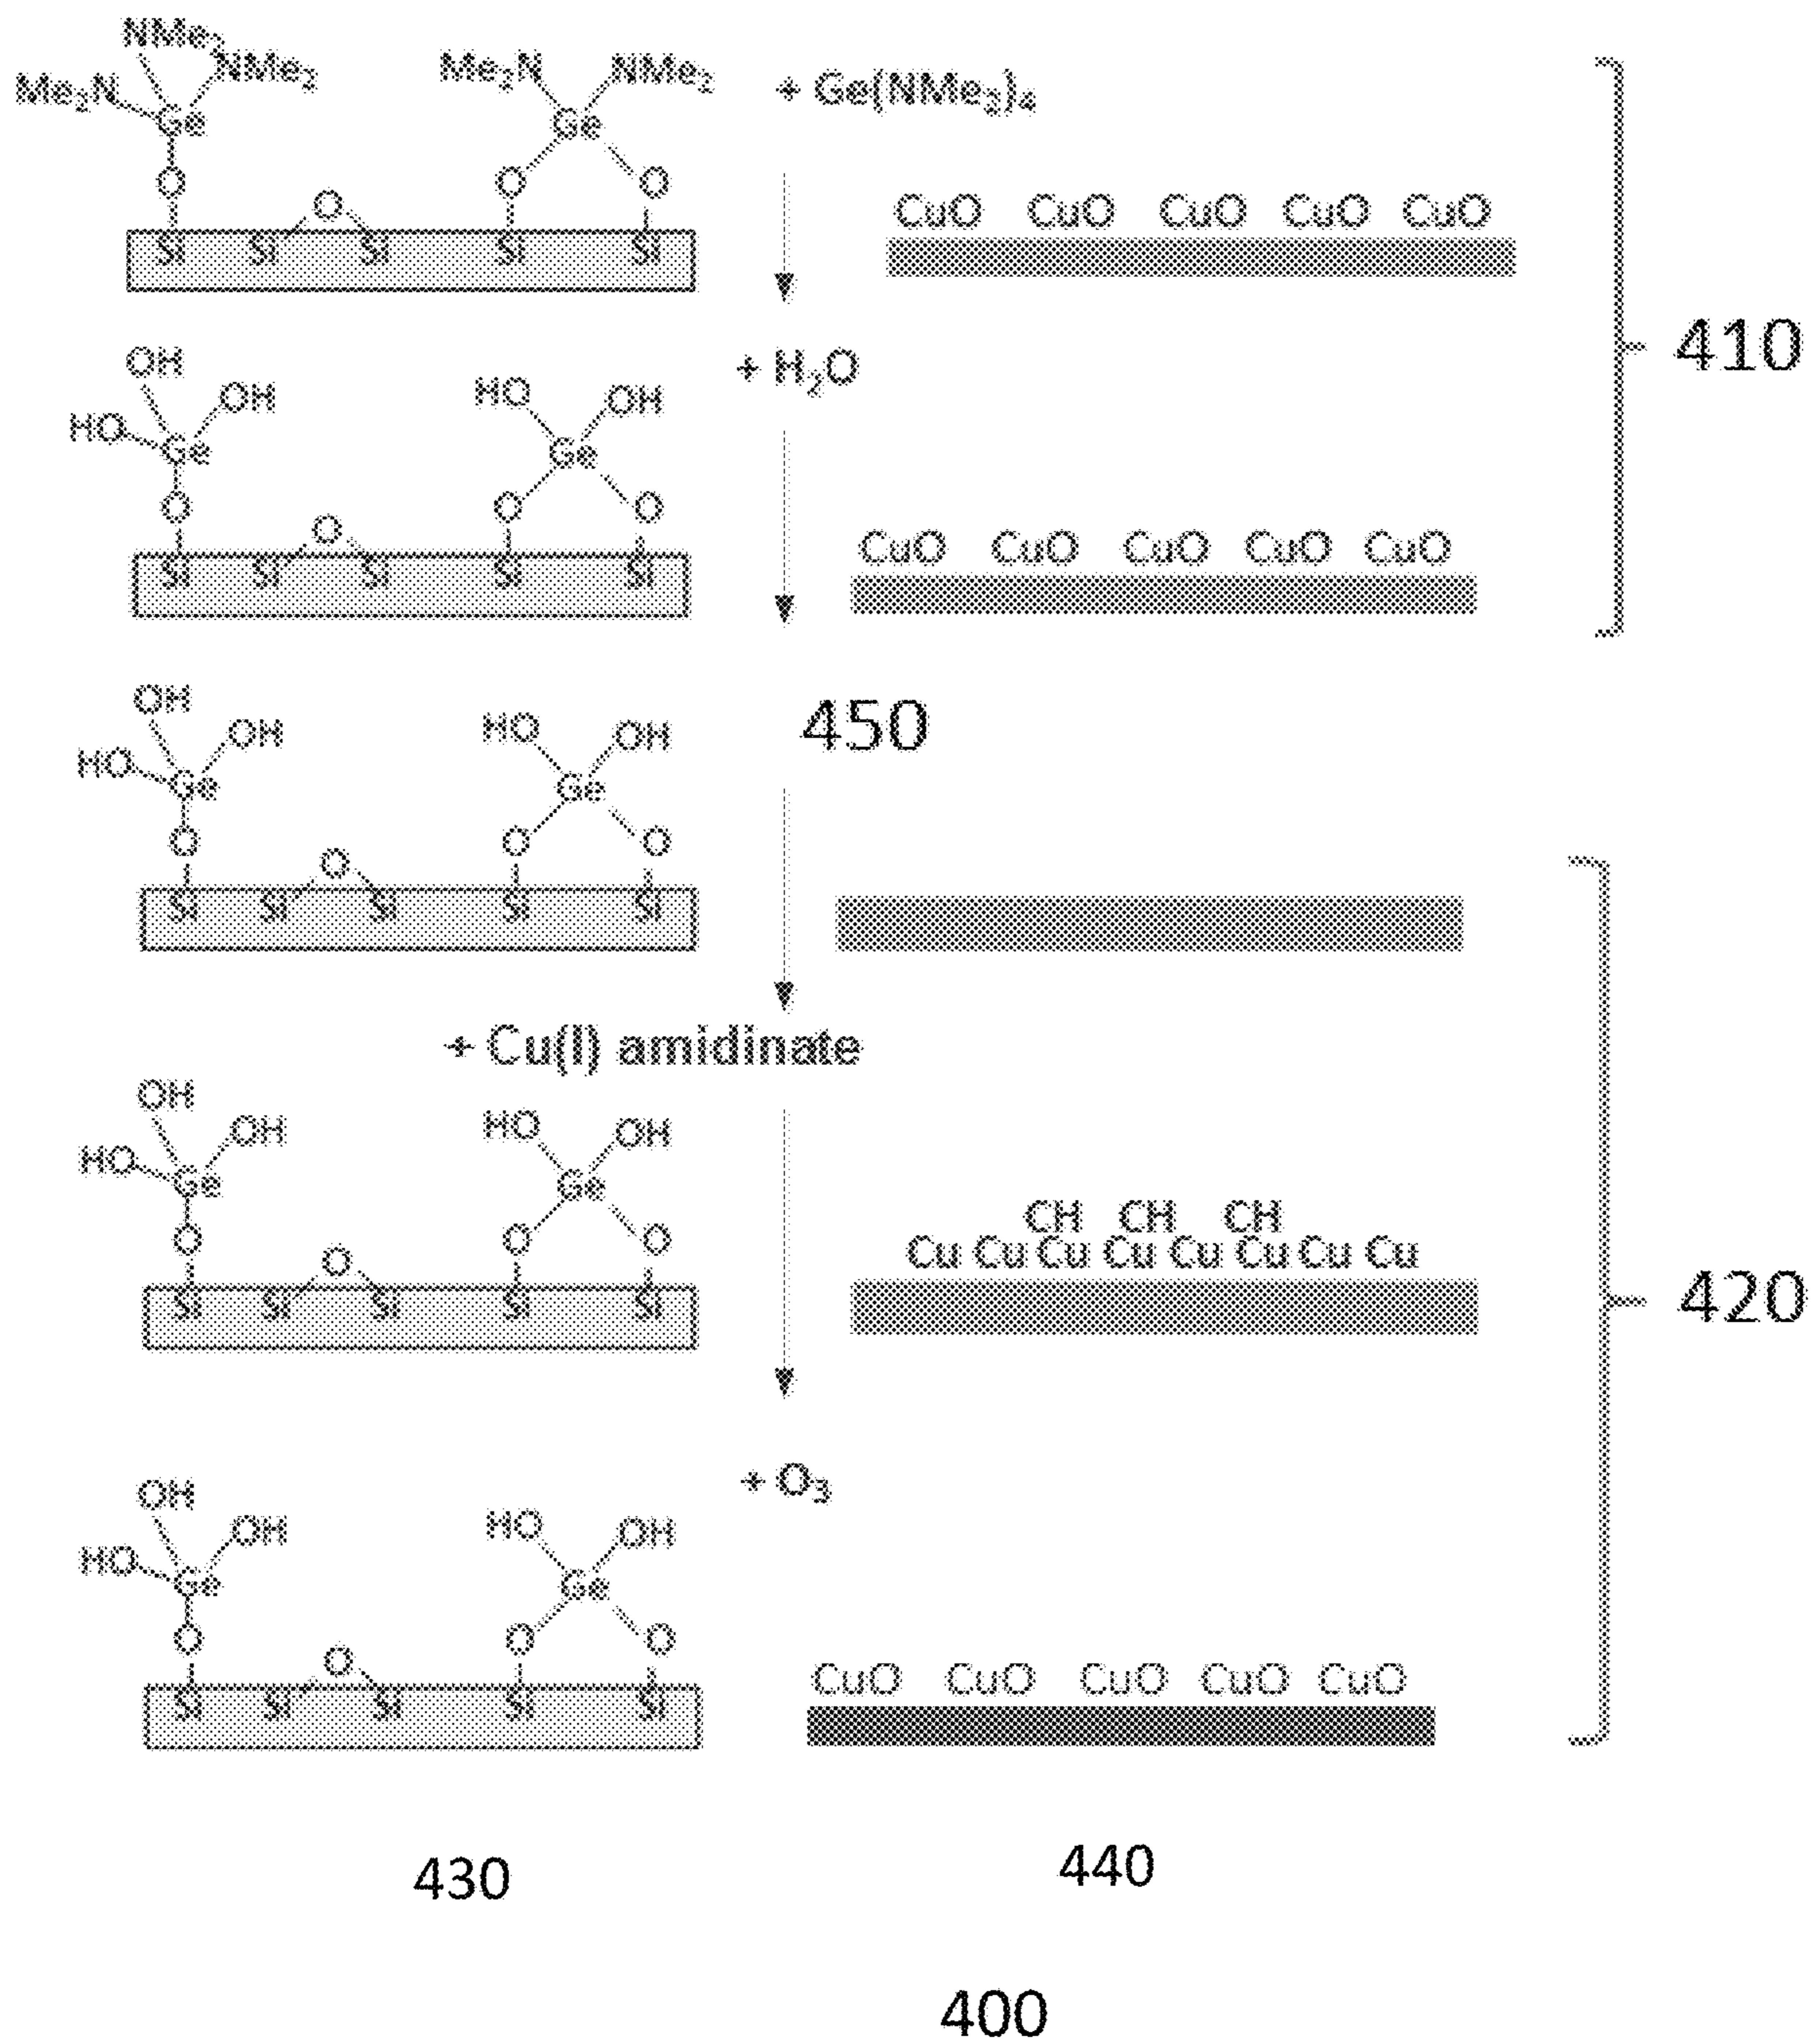 NMe₂
Me₂N NMe₂ Me₂N NMe₂ + Ge(NMe₂)₄
Ge Ge
O O O
O CuO CuO CuO CuO CuO
Si Si Si Si Si
410
OH + H₂O
HO OH HO OH
Ge Ge
O O O
O CuO CuO CuO CuO CuO
Si Si Si Si Si
OH 450
HO OH HO OH
Ge Ge
O O O
O
Si Si Si Si Si
+ Cu(I) amidinate
OH
HO OH HO OH
Ge Ge
CH CH CH
O O O
O Cu Cu Cu Cu Cu Cu Cu Cu
Si Si Si Si Si
420
+ O₃
OH
HO OH HO OH
Ge Ge
O O O
O CuO CuO CuO CuO CuO
Si Si Si Si Si
430 440
400